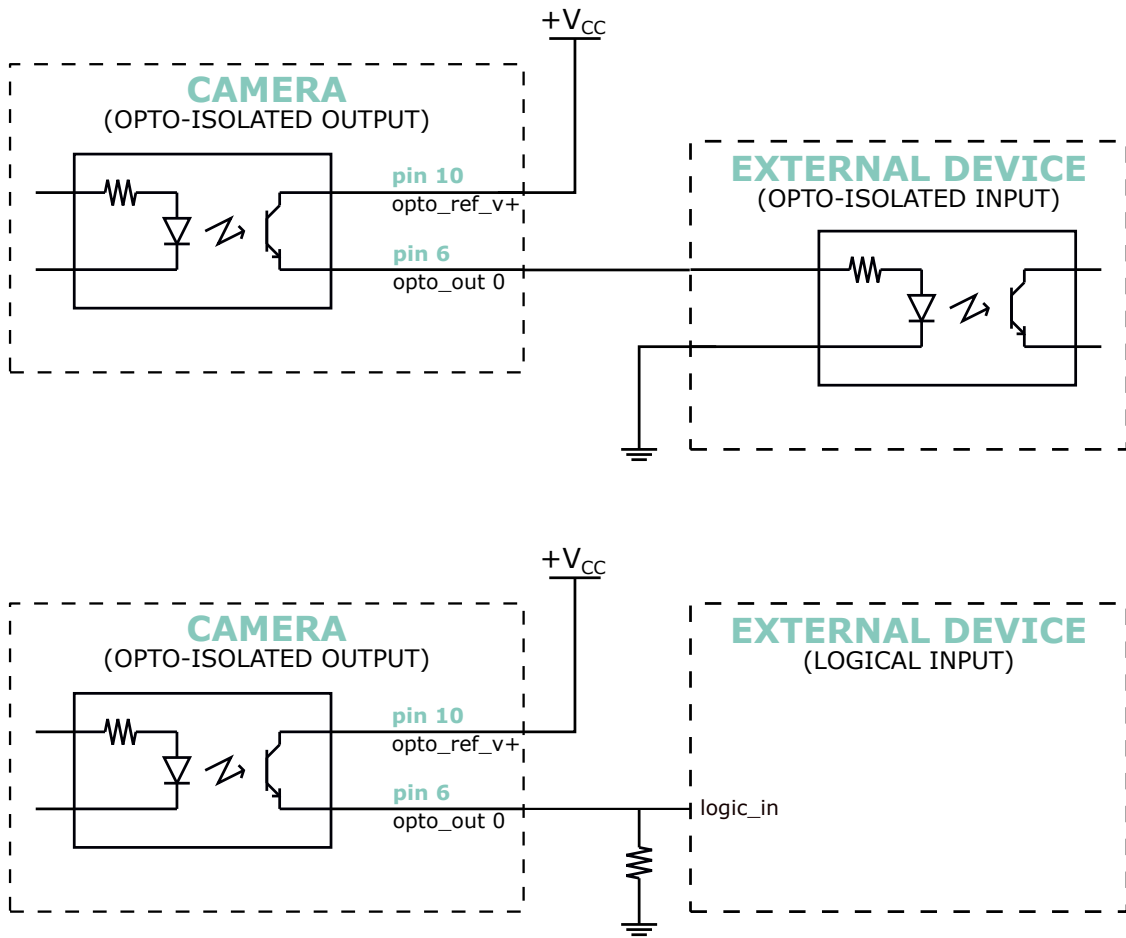 +VCC
CAMERA
(OPTO-ISOLATED OUTPUT)
pin 10
opto_ref_v+
pin 6
opto_out 0
EXTERNAL DEVICE
(OPTO-ISOLATED INPUT)
+VCC
CAMERA
(OPTO-ISOLATED OUTPUT)
pin 10
opto_ref_v+
pin 6
opto_out 0
EXTERNAL DEVICE
(LOGICAL INPUT)
logic_in